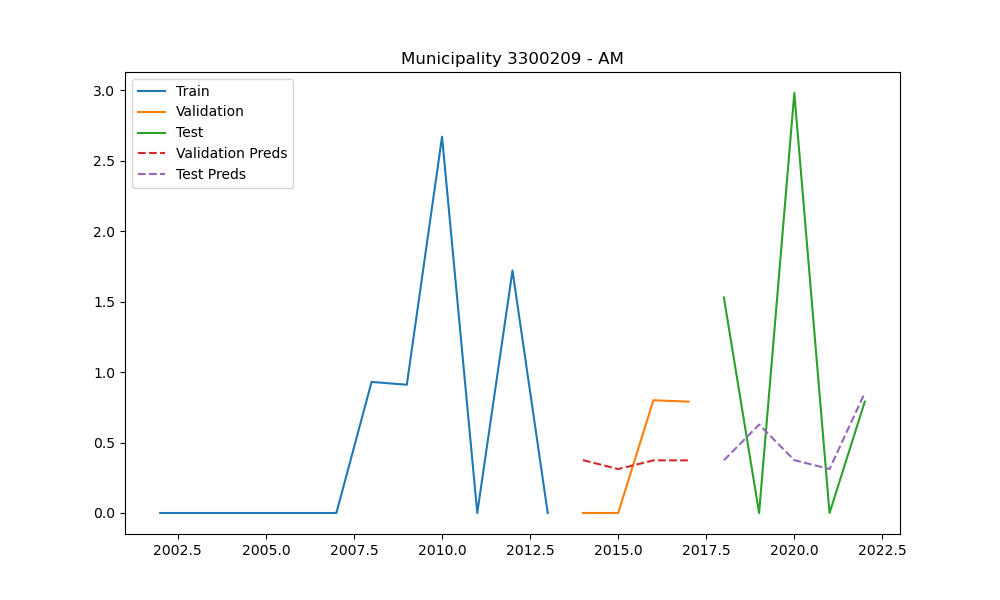 Municipality 3300209 - AM
Train
Validation
Test
Validation Preds
Test Preds
3.0
2.5
2.0
1.5
1.0
0.5
0.0
2002.5 2005.0 2007.5 2010.0 2012.5 2015.0 2017.5 2020.0 2022.5